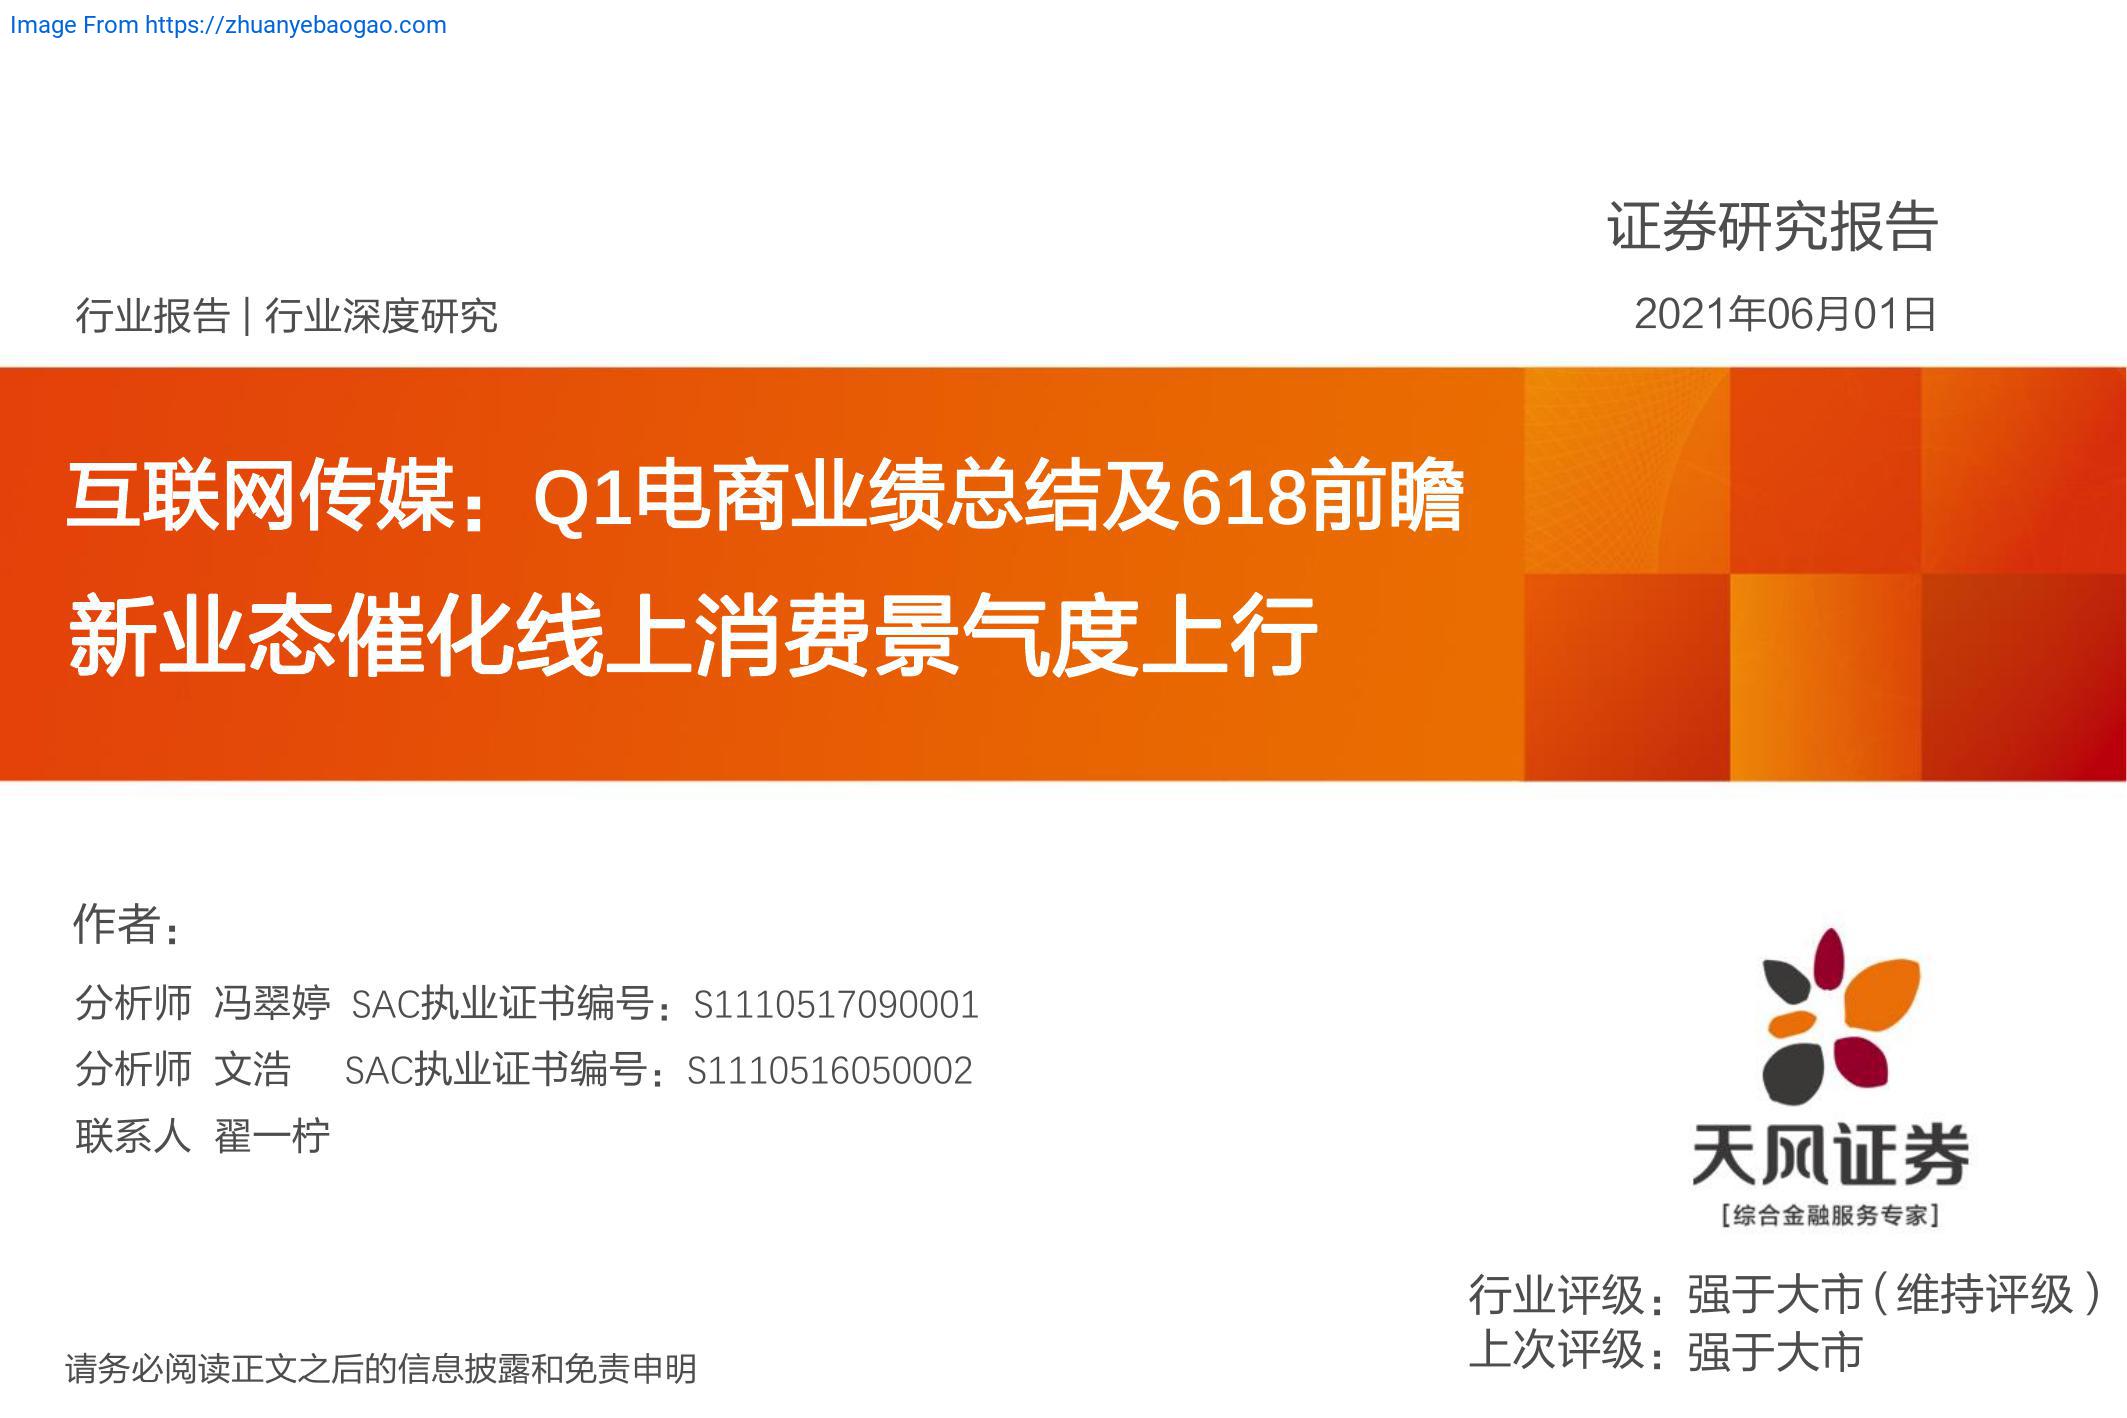 Image From https://zhuanyebaogao.com
证券研究报告
行业报告 | 行业深度研究
2021年06月01日
互联网传媒：Q1电商业绩总结及618前瞻
新业态催化线上消费景气度上行
作者：
分析师 冯翠婷 SAC执业证书编号：S1110517090001
分析师 文浩 SAC执业证书编号：S1110516050002
联系人 翟一柠
天风证券
[综合金融服务专家]
行业评级：强于大市（维持评级）
上次评级：强于大市
请务必阅读正文之后的信息披露和免责申明